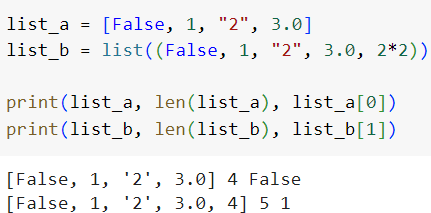 list_a = [False, 1, "2", 3.0]
list_b = list((False, 1, "2", 3.0, 2*2))
print(list_a, len(list_a), list_a[0])
print(list_b, len(list_b), list_b[1])
[False, 1, '2', 3.0] 4 False
[False, 1, '2', 3.0, 4] 5 1